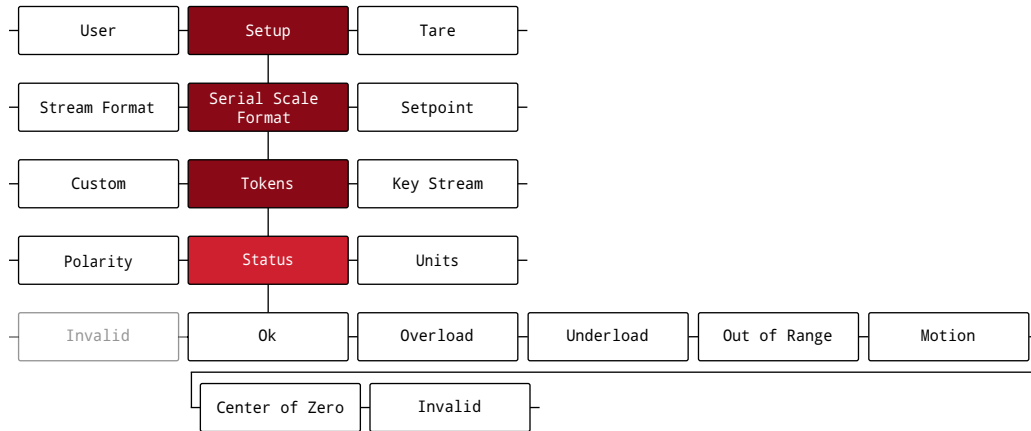 User
Setup
Tare
Stream Format
Serial Scale
Format
Setpoint
Custom
Tokens
Key Stream
Polarity
Status
Units
Invalid
Ok
Overload
Underload
Out of Range
Motion
Center of Zero
Invalid